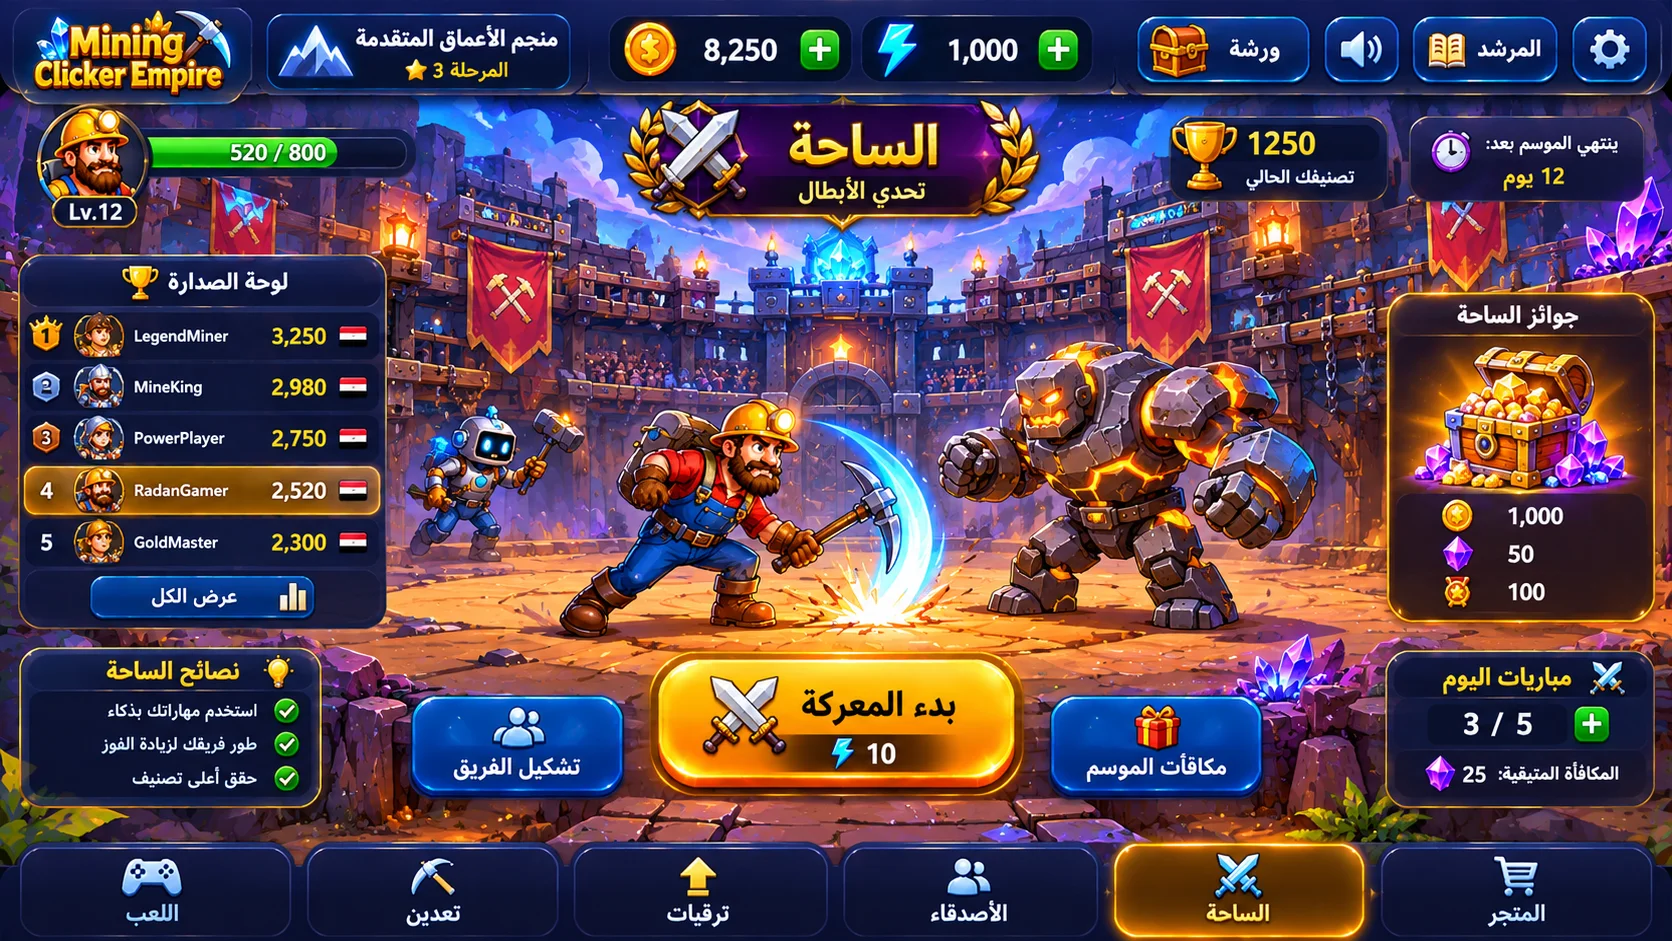 Mining
Clicker Empire
منجم الأعماق المتقدمة
المرحلة 3
8,250
1,000
ورشة
المرشد
520 / 800
Lv.12
الساحة
تحدي الأبطال
1250
تصنيفك الحالي
ينتهي الموسم بعد:
12 يوم
لوحة الصدارة
1 LegendMiner 3,250
2 MineKing 2,980
3 PowerPlayer 2,750
4 RadanGamer 2,520
5 GoldMaster 2,300
عرض الكل
جوائز الساحة
1,000
50
100
نصائح الساحة
استخدم مهاراتك بذكاء
طور فريقك لزيادة الفوز
حقق أعلى تصنيف
تشكيل الفريق
بدء المعركة
10
مكافآت الموسم
مباريات اليوم
3 / 5
المكافأة المتيقية: 25
اللعب
تعدين
ترقيات
الأصدقاء
الساحة
المتجر